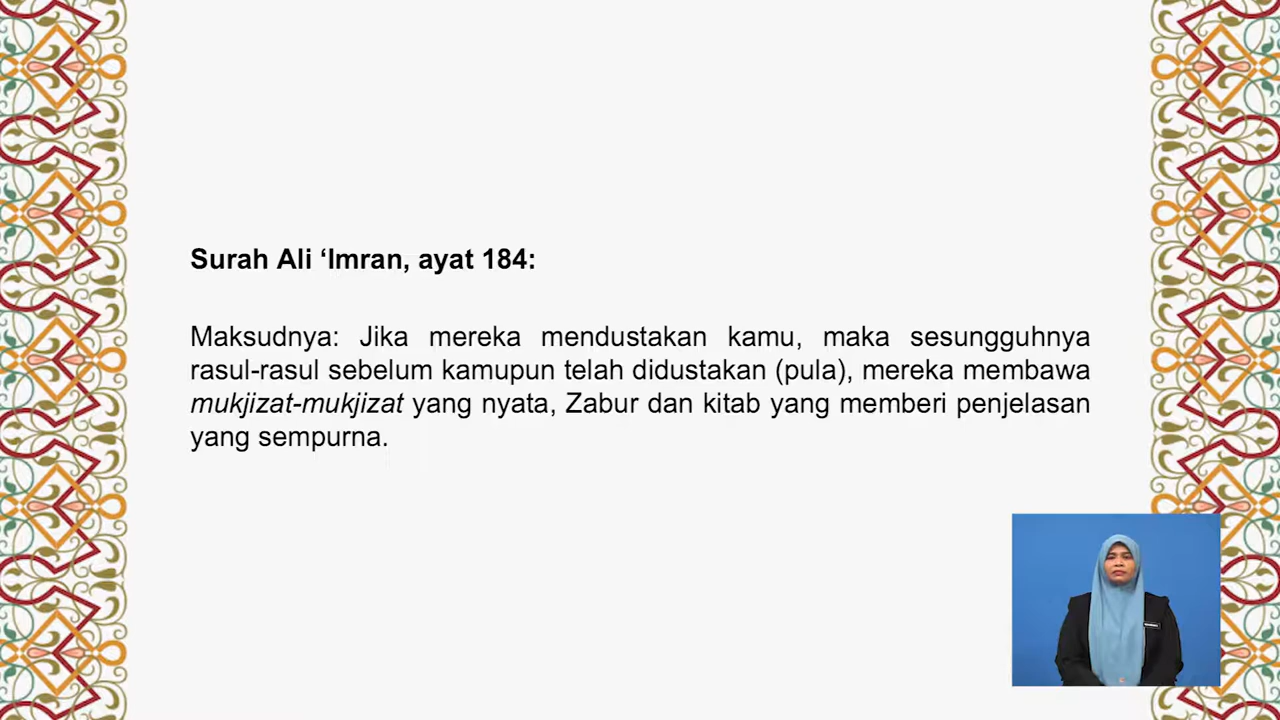 Surah Ali ‘Imran, ayat 184:
Maksudnya: Jika mereka mendustakan kamu, maka sesungguhnya
rasul-rasul sebelum kamupun telah didustakan (pula), mereka membawa
mukjizat-mukjizat yang nyata, Zabur dan kitab yang memberi penjelasan
yang sempurna.